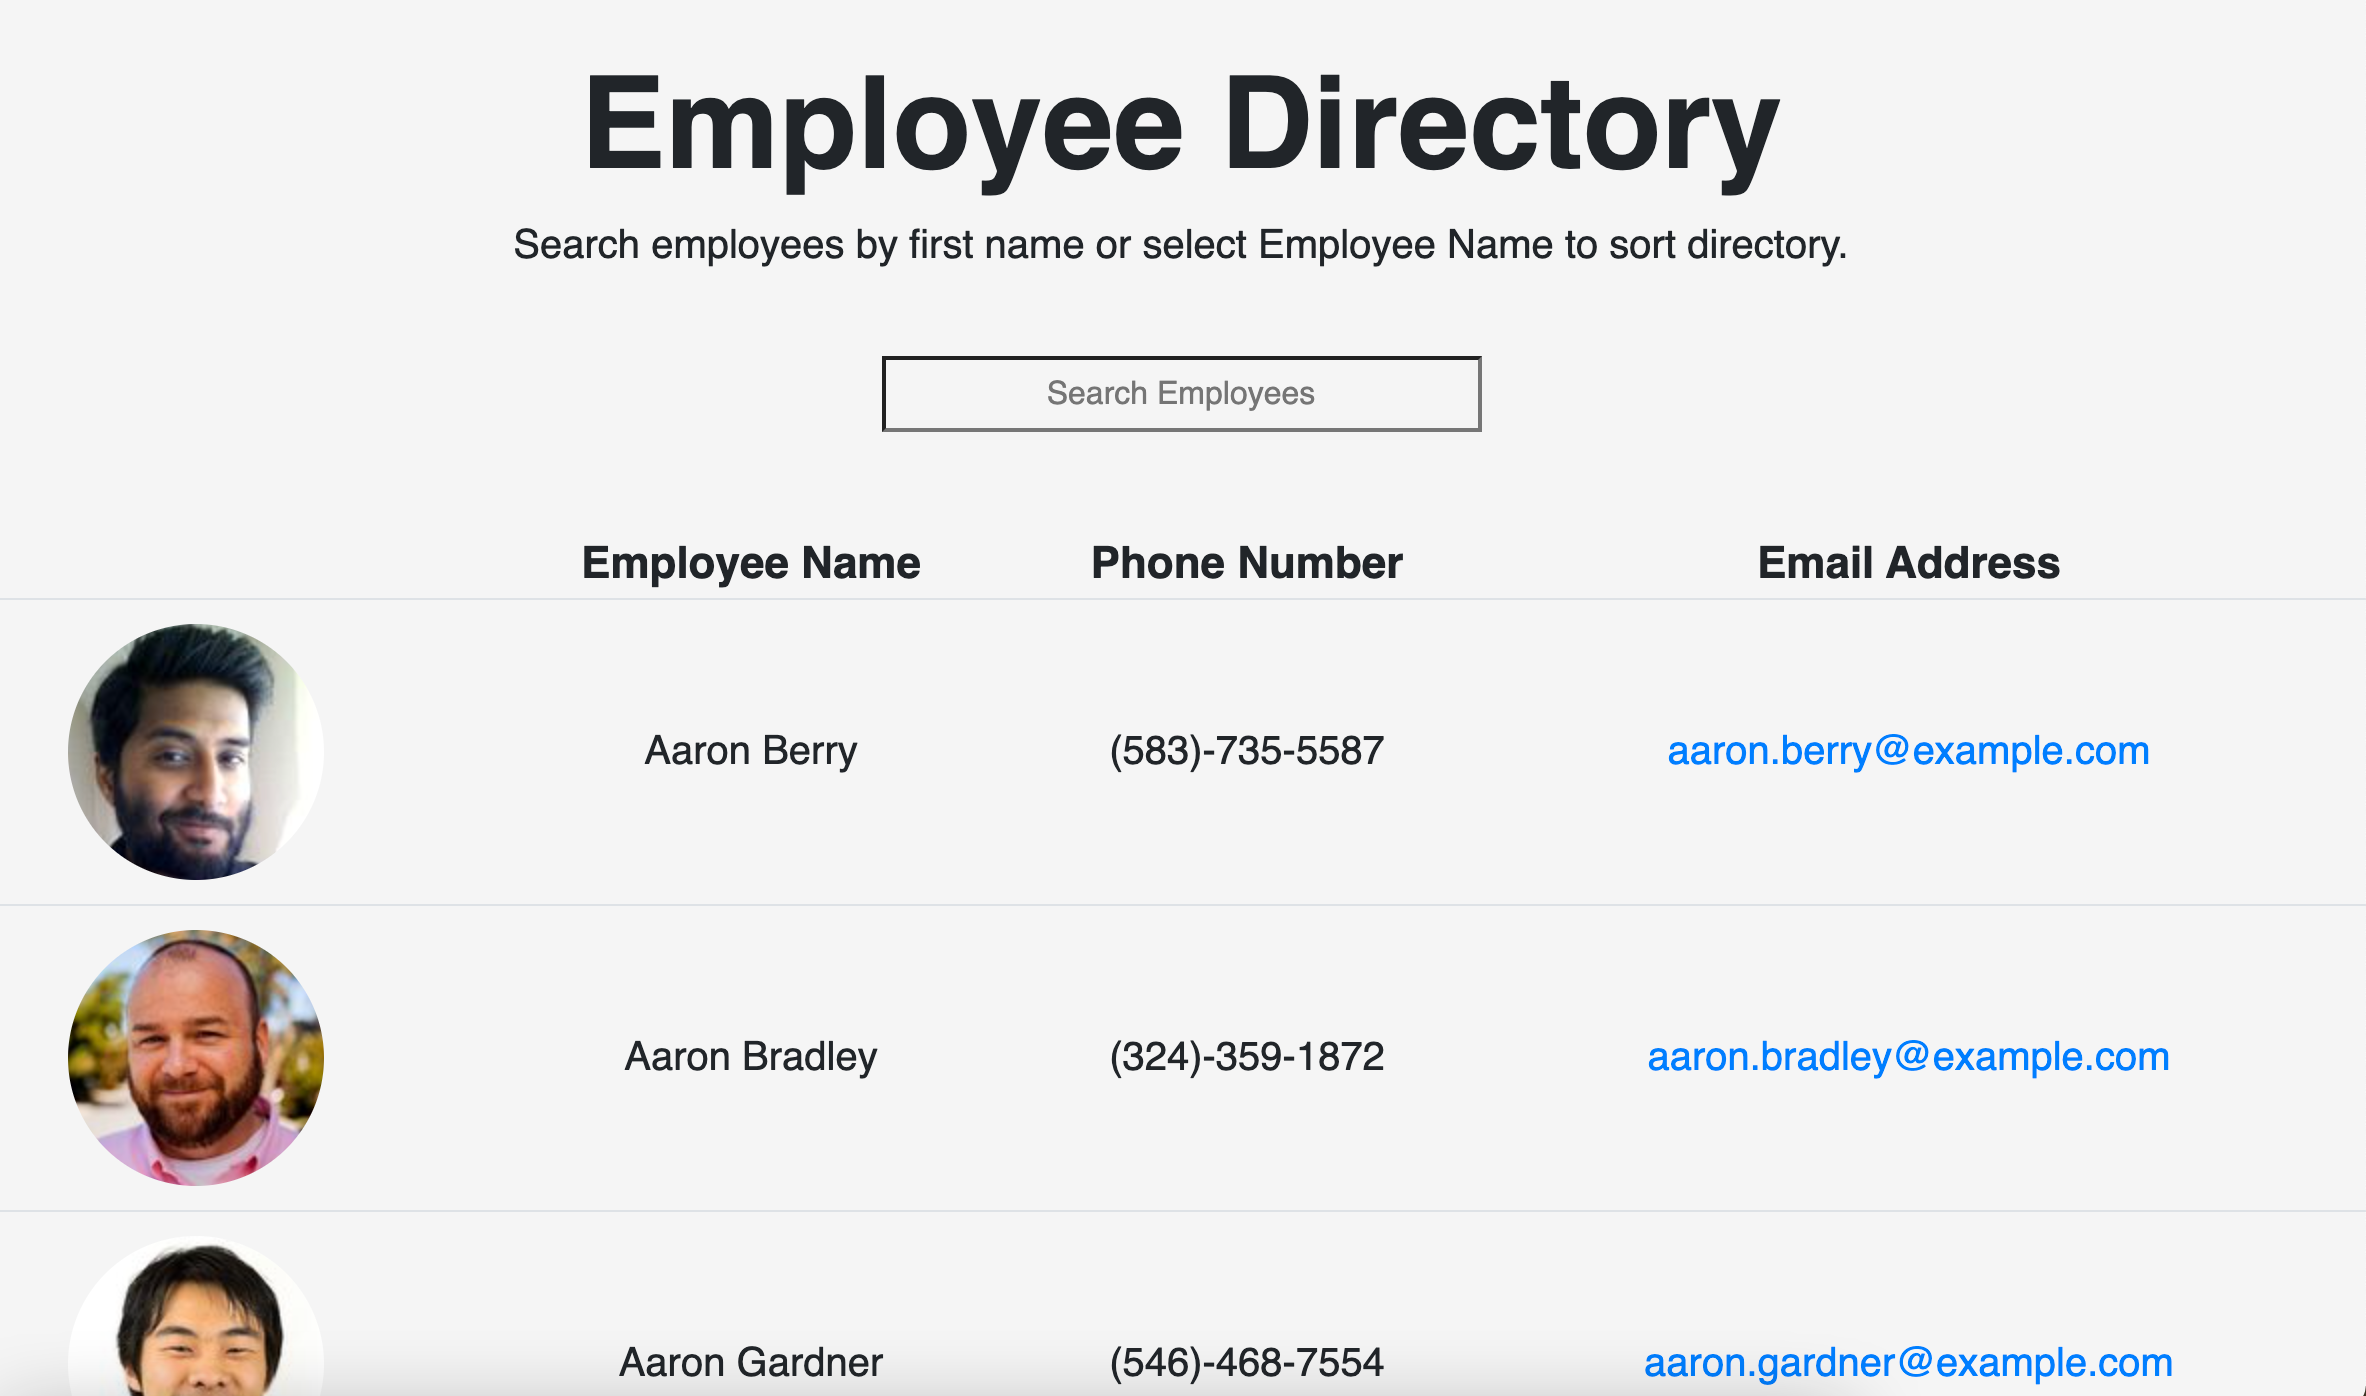 Employee Directory
Search employees by first name or select Employee Name to sort directory.
Search Employees
Employee Name Phone Number Email Address
Aaron Berry (583)-735-5587 aaron.berry@example.com
Aaron Bradley (324)-359-1872 aaron.bradley@example.com
Aaron Gardner (546)-468-7554 aaron.gardner@example.com